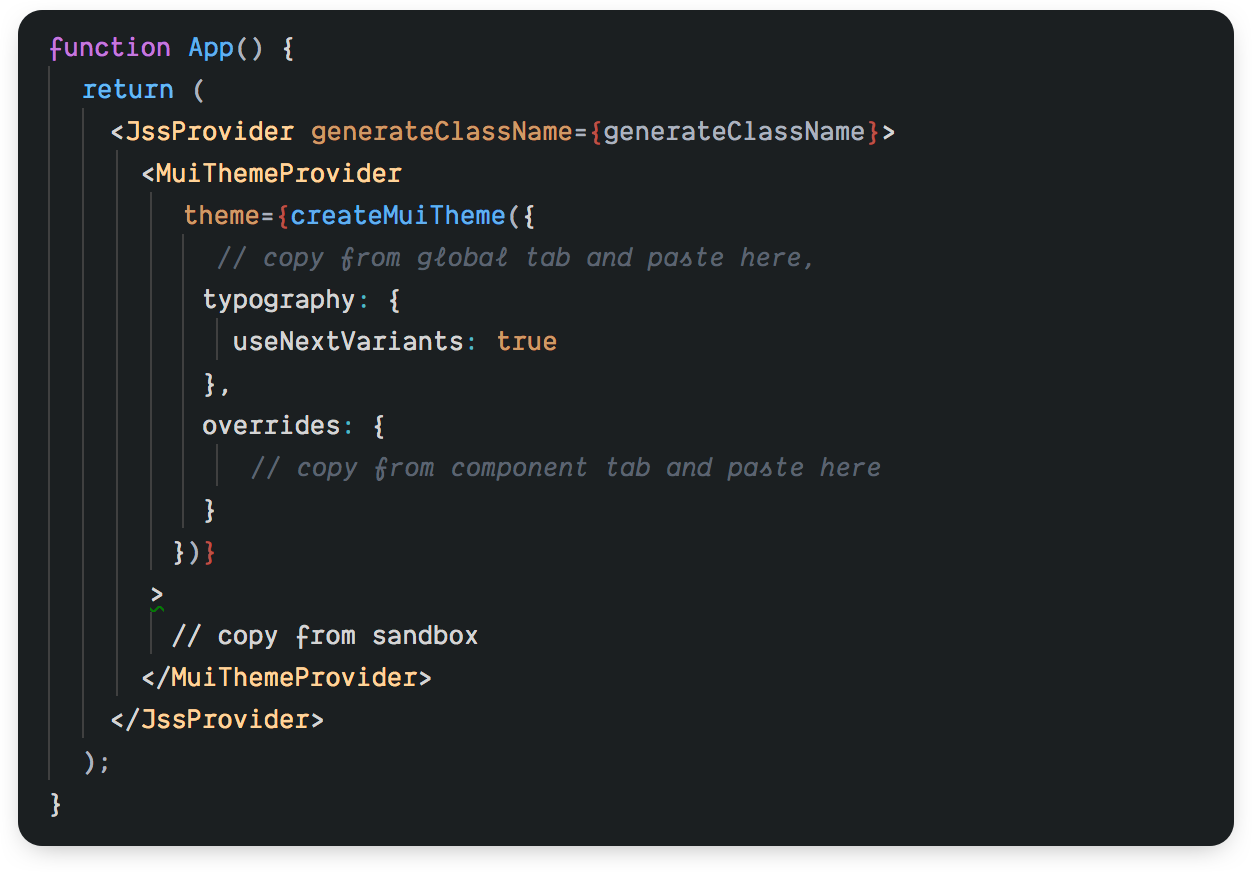 function App() {
return (
<JssProvider generateClassName={generateClassName}>
<MuiThemeProvider
theme={createMuiTheme({
// copy from global tab and paste here,
typography: {
useNextVariants: true
},
overrides: {
// copy from component tab and paste here
}
})}
>
// copy from sandbox
</MuiThemeProvider>
</JssProvider>
);
}